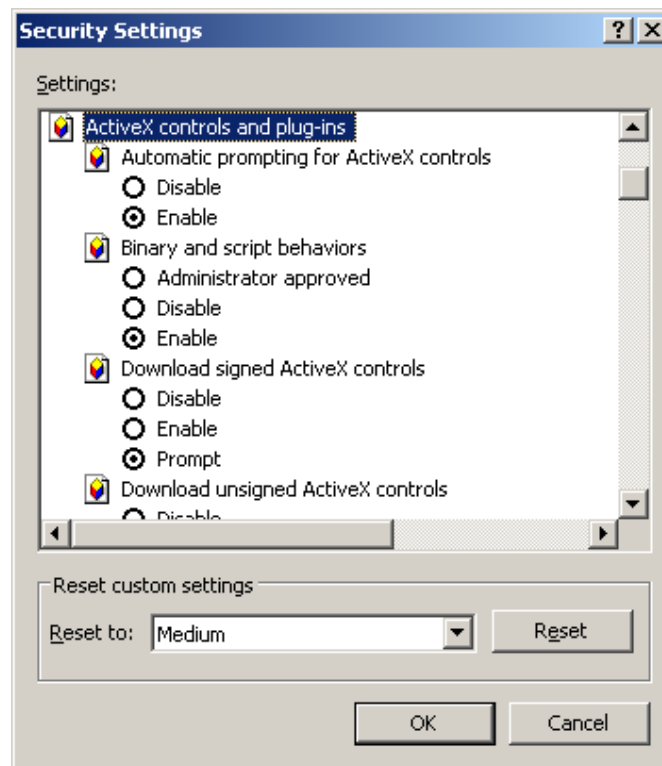 Security Settings
Settings:
ActiveX controls and plug-ins
Automatic prompting for ActiveX controls
Disable
Enable
Binary and script behaviors
Administrator approved
Disable
Enable
Download signed ActiveX controls
Disable
Enable
Prompt
Download unsigned ActiveX controls
Disable
Reset custom settings
Reset to: Medium Reset
OK Cancel